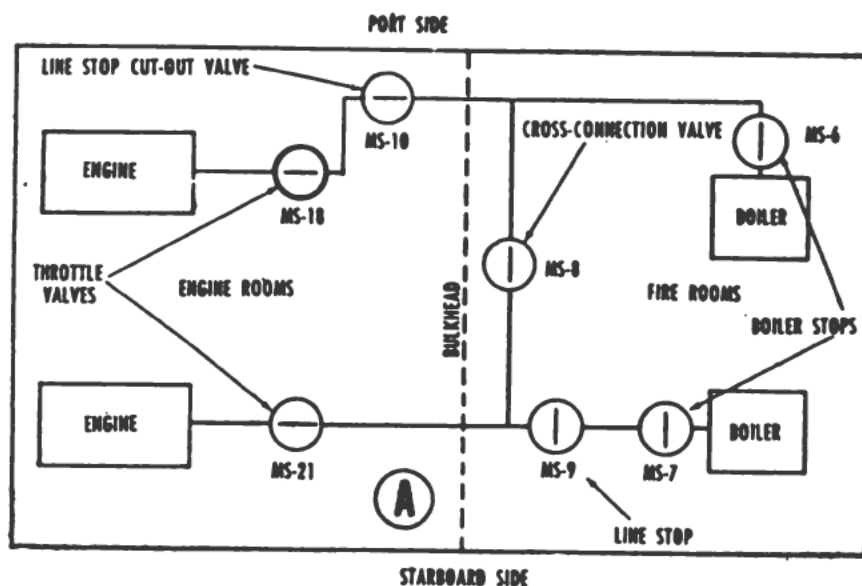 PORT SIDE
LINE STOP CUT-OUT VALVE
CROSS-CONNECTION VALVE
MS-6
MS-10
ENGINE
MS-18
BOILER
THROTTLE
VALVES
ENGINE ROOMS
BULKHEAD
MS-8
FIRE ROOMS
BOILER STOPS
ENGINE
MS-21
MS-9
MS-7
BOILER
A
LINE STOP
STARBOARD SIDE